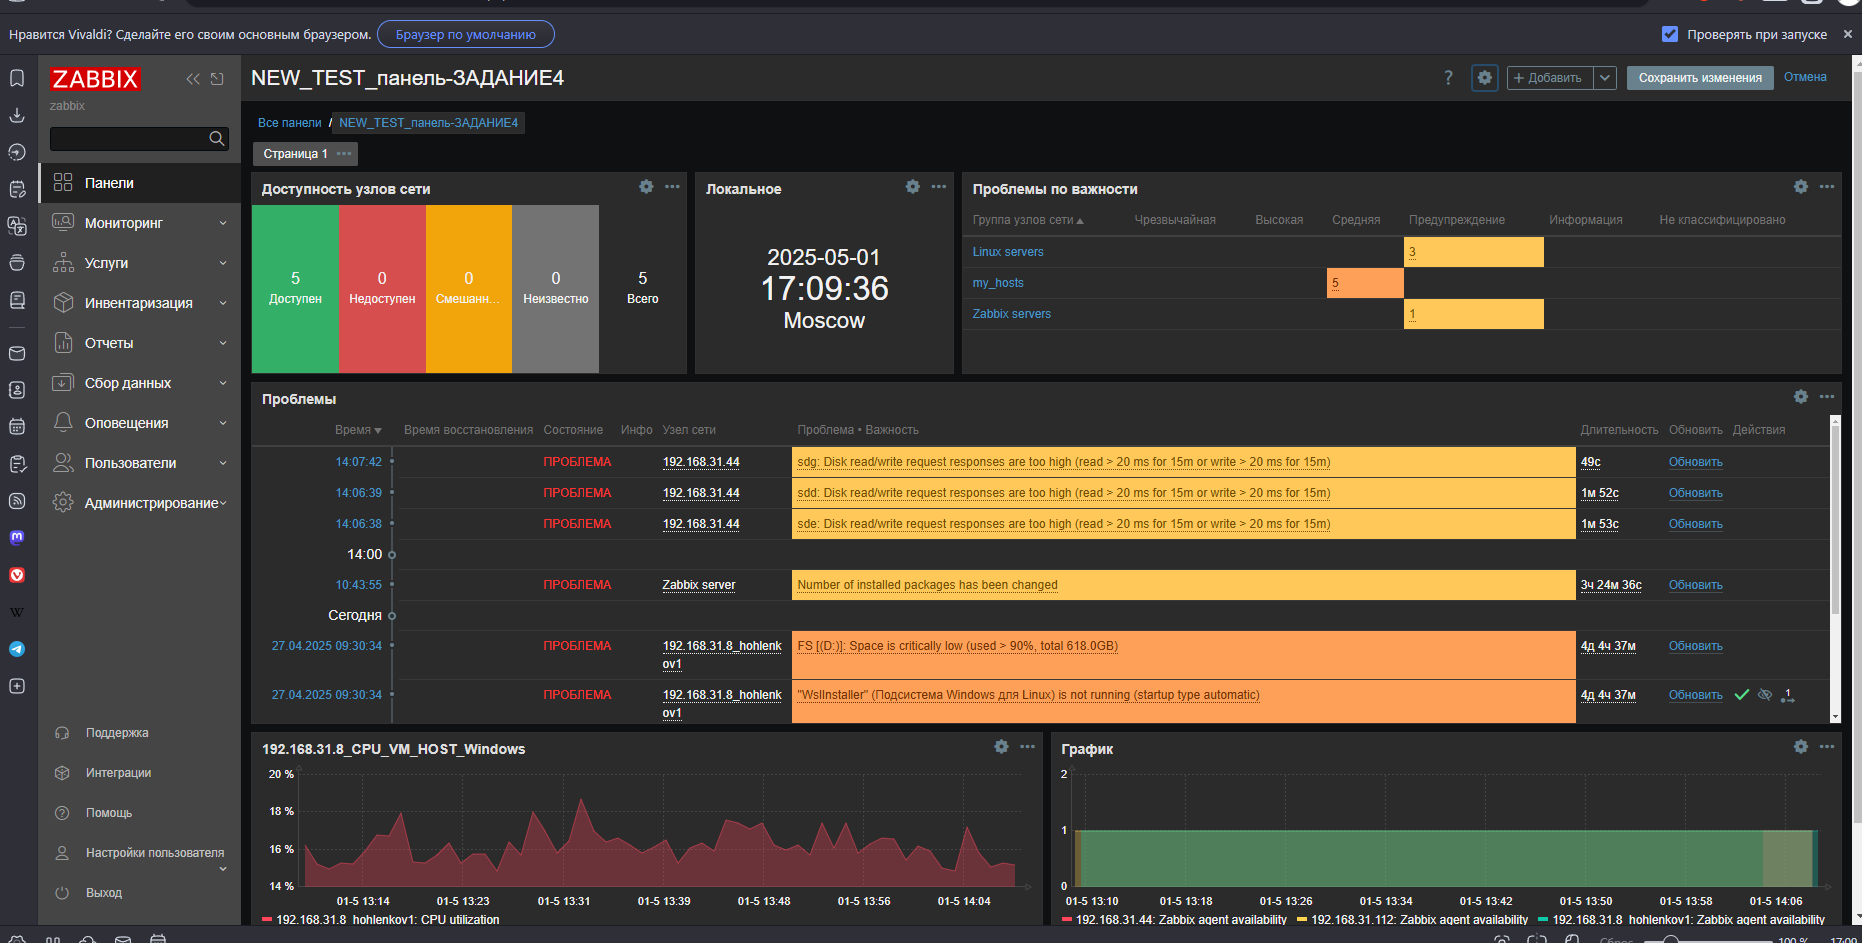 Нравится Vivaldi? Сделайте его своим основным браузером. Браузер по умолчанию Проверять при запуске
ZABBIX
zabbix
NEW_TEST_панель-ЗАДАНИЕ4
? + Добавить Сохранить изменения Отмена
Все панели / NEW_TEST_панель-ЗАДАНИЕ4
Страница 1
Панели
Мониторинг
Услуги
Инвентаризация
Отчеты
Сбор данных
Оповещения
Пользователи
Администрирование
Поддержка
Интеграции
Помощь
Настройки пользователя
Выход
Доступность узлов сети
5 0 0 0 5
Доступен Недоступен Смешанн... Неизвестно Всего
Локальное
2025-05-01
17:09:36
Moscow
Проблемы по важности
Группа узлов сети Чрезвычайная Высокая Средняя Предупреждение Информация Не классифицировано
Linux servers 3
my_hosts 5
Zabbix servers 1
Проблемы
Время Время восстановления Состояние Инфо Узел сети Проблема • Важность Длительность Обновить Действия
14:07:42 ПРОБЛЕМА 192.168.31.44 sdg: Disk read/write request responses are too high (read > 20 ms for 15m or write > 20 ms for 15m) 49с Обновить
14:06:39 ПРОБЛЕМА 192.168.31.44 sdd: Disk read/write request responses are too high (read > 20 ms for 15m or write > 20 ms for 15m) 1м 52с Обновить
14:06:38 ПРОБЛЕМА 192.168.31.44 sde: Disk read/write request responses are too high (read > 20 ms for 15m or write > 20 ms for 15m) 1м 53с Обновить
14:00
10:43:55 ПРОБЛЕМА Zabbix server Number of installed packages has been changed 3ч 24м 36с Обновить
Сегодня
27.04.2025 09:30:34 ПРОБЛЕМА 192.168.31.8_hohlenk FS [(D:)]: Space is critically low (used > 90%, total 618.0GB) 4д 4ч 37м Обновить
ov1
27.04.2025 09:30:34 ПРОБЛЕМА 192.168.31.8_hohlenk "WslInstaller" (Подсистема Windows для Linux) is not running (startup type automatic) 4д 4ч 37м Обновить 1
ov1
192.168.31.8_CPU_VM_HOST_Windows
20 %
18 %
16 %
14 %
01-5 13:14 01-5 13:23 01-5 13:31 01-5 13:39 01-5 13:48 01-5 13:56 01-5 14:04
192.168.31.8_hohlenkov1: CPU utilization
График
2
1
0
01-5 13:10 01-5 13:18 01-5 13:26 01-5 13:34 01-5 13:42 01-5 13:50 01-5 13:58 01-5 14:06
192.168.31.44: Zabbix agent availability 192.168.31.112: Zabbix agent availability 192.168.31.8_hohlenkov1: Zabbix agent availability
Сброс 100 % 17:09